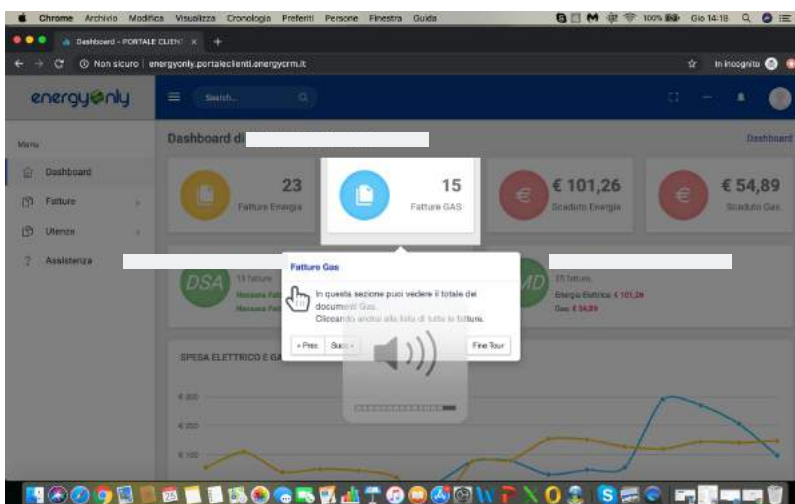 Chrome Archivio Modifica Visualizza Cronologia Preferiti Persone Finestra Guida 100% Gio 14:18
Dashboard - PORTALE CLIENTI
Non sicuro energyonly.portaleclienti.energycrm.it In incognito
energyonly
Search...
Menu
Dashboard di
Dashboard
Dashboard
Fatture
Utenze
Assistenza
23
Fatture Energia
15
Fatture GAS
€ 101,26
Scaduto Energia
€ 54,89
Scaduto Gas
DSA
MD
Energia Elettrica: € 101,26
Gas: € 54,89
Fatture Gas
In questa sezione puoi vedere il totale dei
documenti Gas.
Cliccando andrai alla lista di tutte le fatture.
« Prec
Succ »
Fine Tour
SPESA ELETTRICO E GA
€ 300
€ 200
€ 100